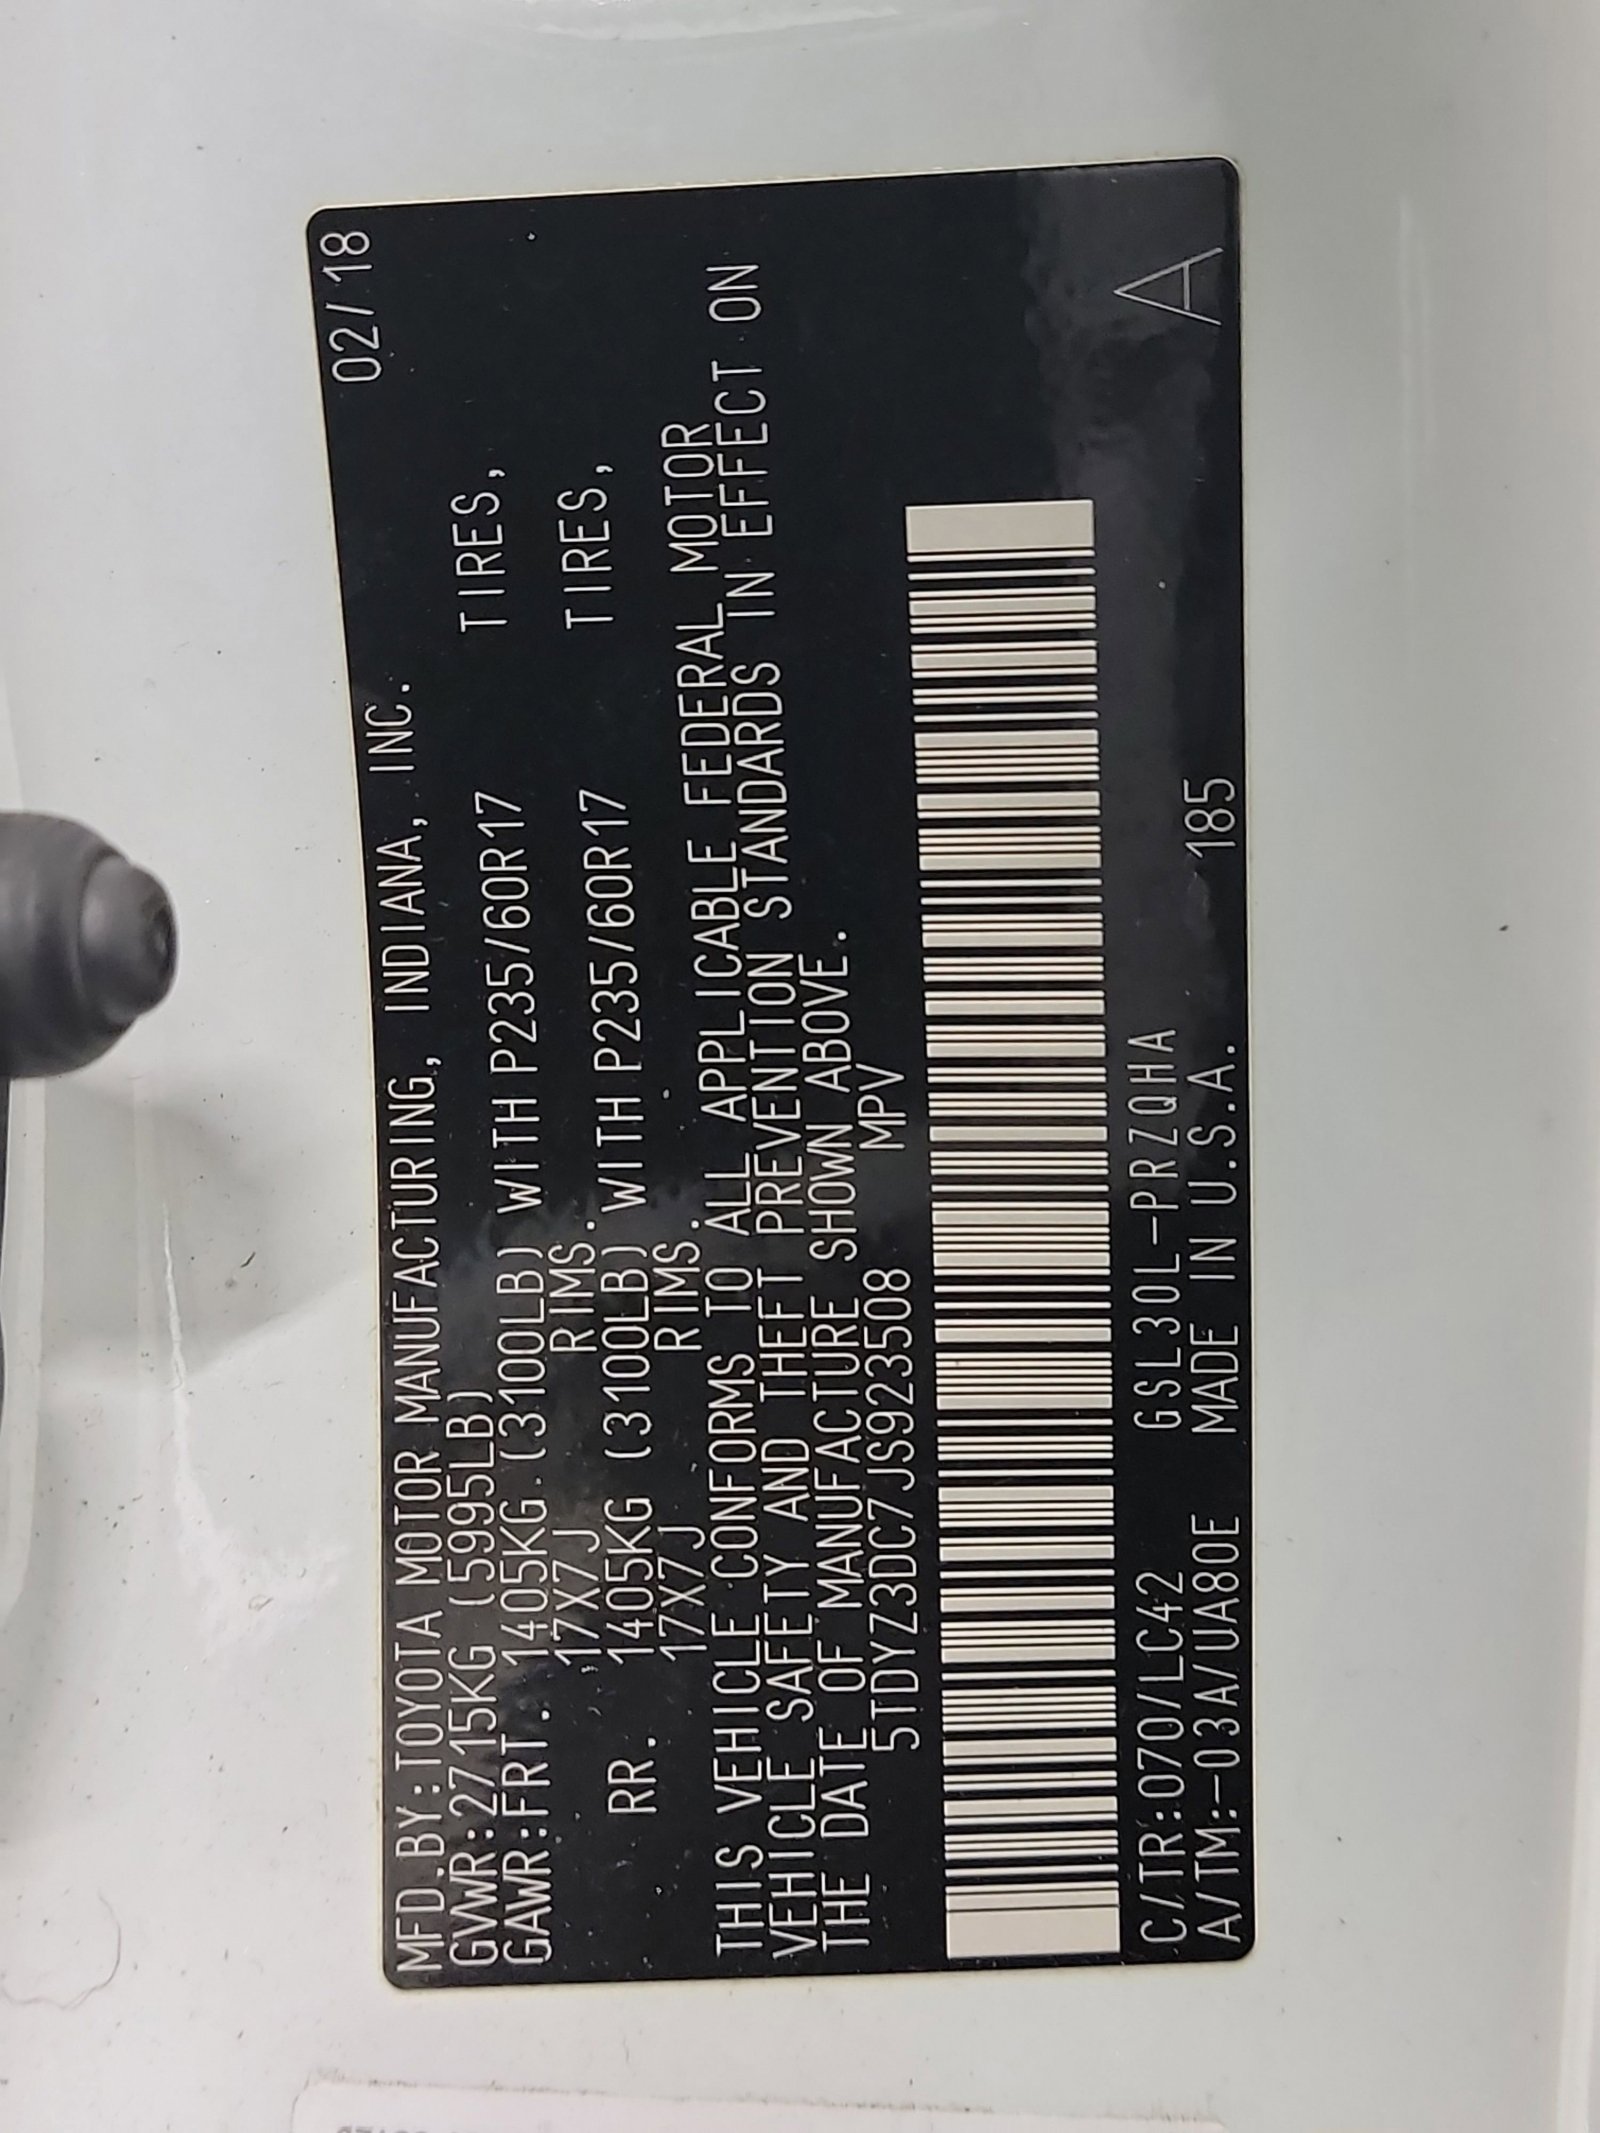 02/18
MFD.BY:TOYOTA MOTOR MANUFACTURING, INDIANA, INC.
GVWR:2715KG (5995LB)
GAWR:FRT. 1405KG (3100LB) WITH P235/60R17 TIRES,
17X7J RIMS.
RR. 1405KG (3100LB) WITH P235/60R17 TIRES,
17X7J RIMS.
THIS VEHICLE CONFORMS TO ALL APPLICABLE FEDERAL MOTOR
VEHICLE SAFETY AND THEFT PREVENTION STANDARDS IN EFFECT ON
THE DATE OF MANUFACTURE SHOWN ABOVE.
5TDYZ3DC7JS923508 MPV
C/TR:070/LC42 GSL30L-PRZQHA
A/TM:-03A/UA80E MADE IN U.S.A. 185 A